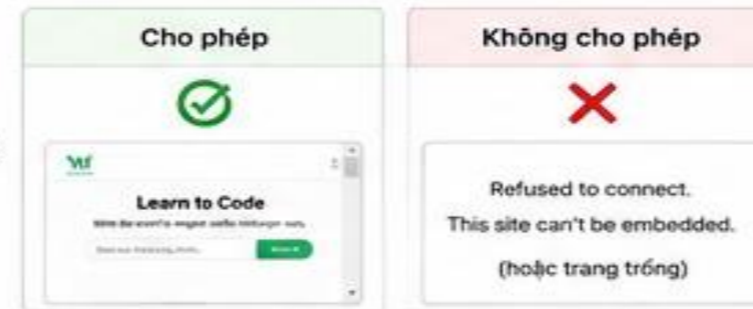 Cho phép
Không cho phép
Learn to Code
Refused to connect.
This site can't be embedded.
(hoặc trang trống)